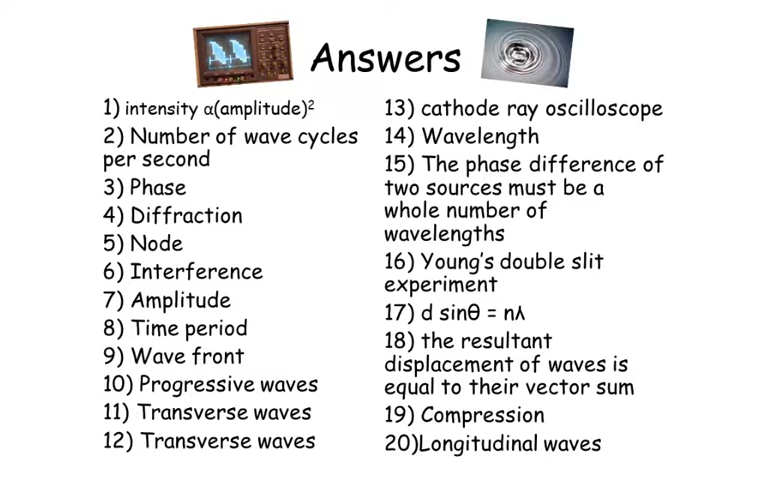 Answers
1) intensity α(amplitude)²
2) Number of wave cycles
per second
3) Phase
4) Diffraction
5) Node
6) Interference
7) Amplitude
8) Time period
9) Wave front
10) Progressive waves
11) Transverse waves
12) Transverse waves
13) cathode ray oscilloscope
14) Wavelength
15) The phase difference of
two sources must be a
whole number of
wavelengths
16) Young's double slit
experiment
17) d sinθ = nλ
18) the resultant
displacement of waves is
equal to their vector sum
19) Compression
20)Longitudinal waves